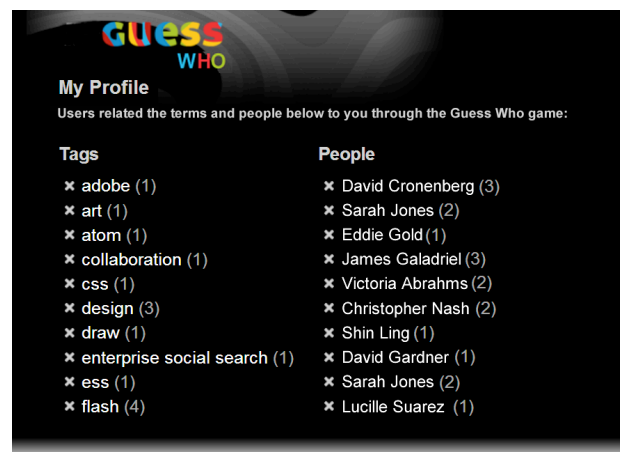 GUESS
WHO
My Profile
Users related the terms and people below to you through the Guess Who game:
Tags
adobe (1)
art (1)
atom (1)
collaboration (1)
css (1)
design (3)
draw (1)
enterprise social search (1)
ess (1)
flash (4)
People
David Cronenberg (3)
Sarah Jones (2)
Eddie Gold (1)
James Galadriel (3)
Victoria Abrahms (2)
Christopher Nash (2)
Shin Ling (1)
David Gardner (1)
Sarah Jones (2)
Lucille Suarez (1)